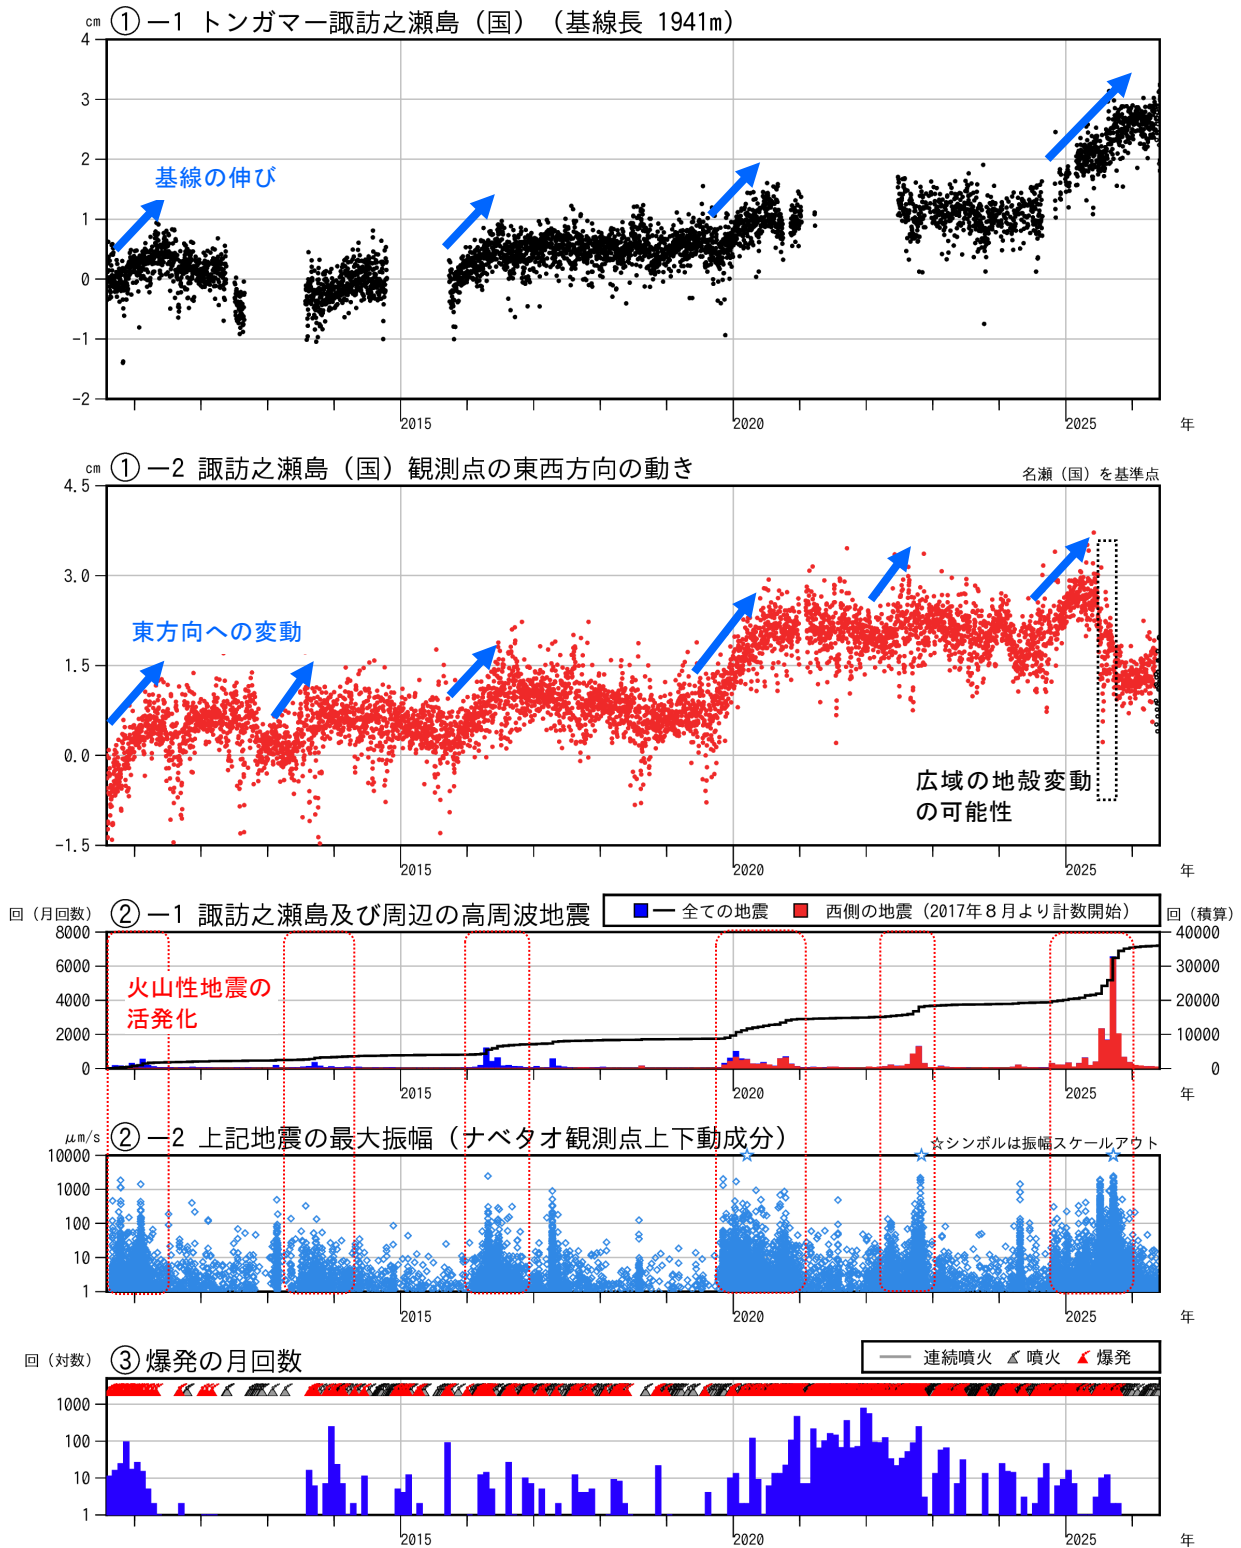 cm ①ー1 トンガマー諏訪之瀬島（国）（基線長 1941m）
4
3
2
1
0
-1
-2
基線の伸び
2015 2020 2025 年
cm ①ー2 諏訪之瀬島（国）観測点の東西方向の動き
名瀬（国）を基準点
4.5
3.0
1.5
0.0
-1.5
東方向への変動
広域の地殻変動
の可能性
2015 2020 2025 年
回（月回数） ②ー1 諏訪之瀬島及び周辺の高周波地震
全ての地震 西側の地震（2017年８月より計数開始）
回（積算）
8000 40000
6000 30000
4000 20000
2000 10000
0 0
火山性地震の
活発化
2015 2020 2025 年
μm/s ②ー2 上記地震の最大振幅（ナベタオ観測点上下動成分）
☆シンボルは振幅スケールアウト
10000
1000
100
10
1
2015 2020 2025 年
回（対数） ③爆発の月回数
連続噴火 噴火 爆発
1000
100
10
1
2015 2020 2025 年